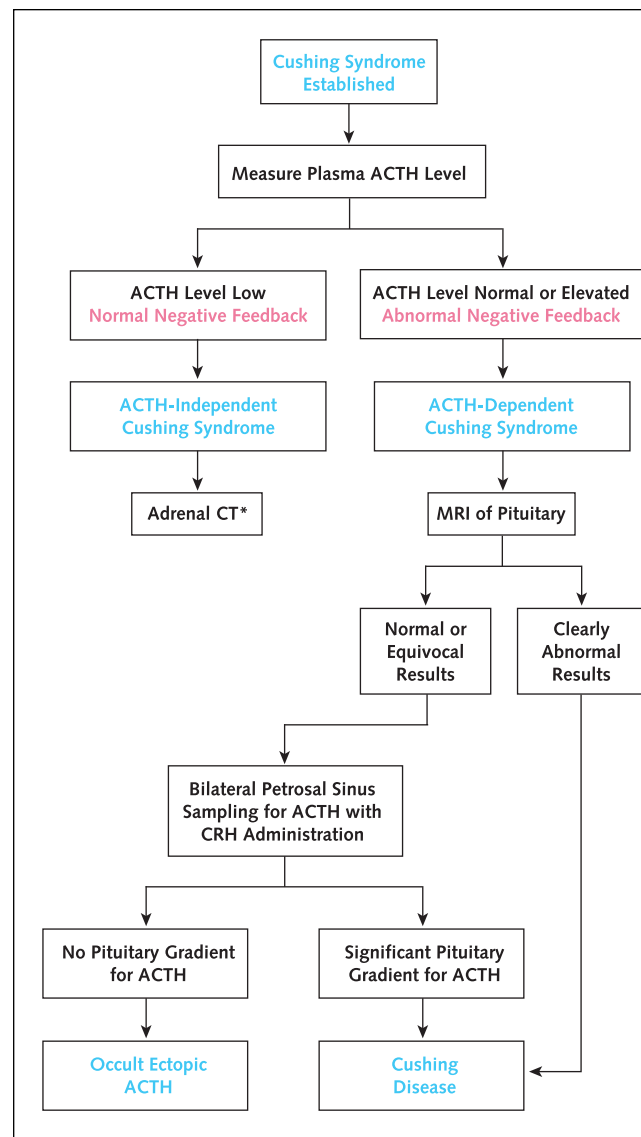 Cushing Syndrome
Established
Measure Plasma ACTH Level
ACTH Level Low
Normal Negative Feedback
ACTH Level Normal or Elevated
Abnormal Negative Feedback
ACTH-Independent
Cushing Syndrome
ACTH-Dependent
Cushing Syndrome
Adrenal CT*
MRI of Pituitary
Normal or
Equivocal
Results
Clearly
Abnormal
Results
Bilateral Petrosal Sinus
Sampling for ACTH with
CRH Administration
No Pituitary Gradient
for ACTH
Significant Pituitary
Gradient for ACTH
Occult Ectopic
ACTH
Cushing
Disease